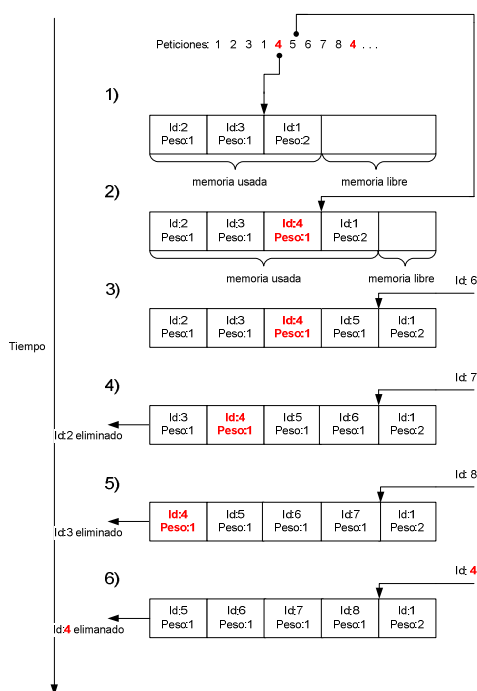 Peticiones: 1 2 3 1 4 5 6 7 8 4 . . .
1)
Id:2 Id:3 Id:1
Peso:1 Peso:1 Peso:2
memoria usada memoria libre
2)
Id:2 Id:3 Id:4 Id:1
Peso:1 Peso:1 Peso:1 Peso:2
memoria usada memoria libre
3)
Id: 6
Id:2 Id:3 Id:4 Id:5 Id:1
Peso:1 Peso:1 Peso:1 Peso:1 Peso:2
Tiempo
4)
Id: 7
Id:3 Id:4 Id:5 Id:6 Id:1
Peso:1 Peso:1 Peso:1 Peso:1 Peso:2
Id:2 eliminado
5)
Id: 8
Id:4 Id:5 Id:6 Id:7 Id:1
Peso:1 Peso:1 Peso:1 Peso:1 Peso:2
Id:3 eliminado
6)
Id: 4
Id:5 Id:6 Id:7 Id:8 Id:1
Peso:1 Peso:1 Peso:1 Peso:1 Peso:2
Id:4 elimanado